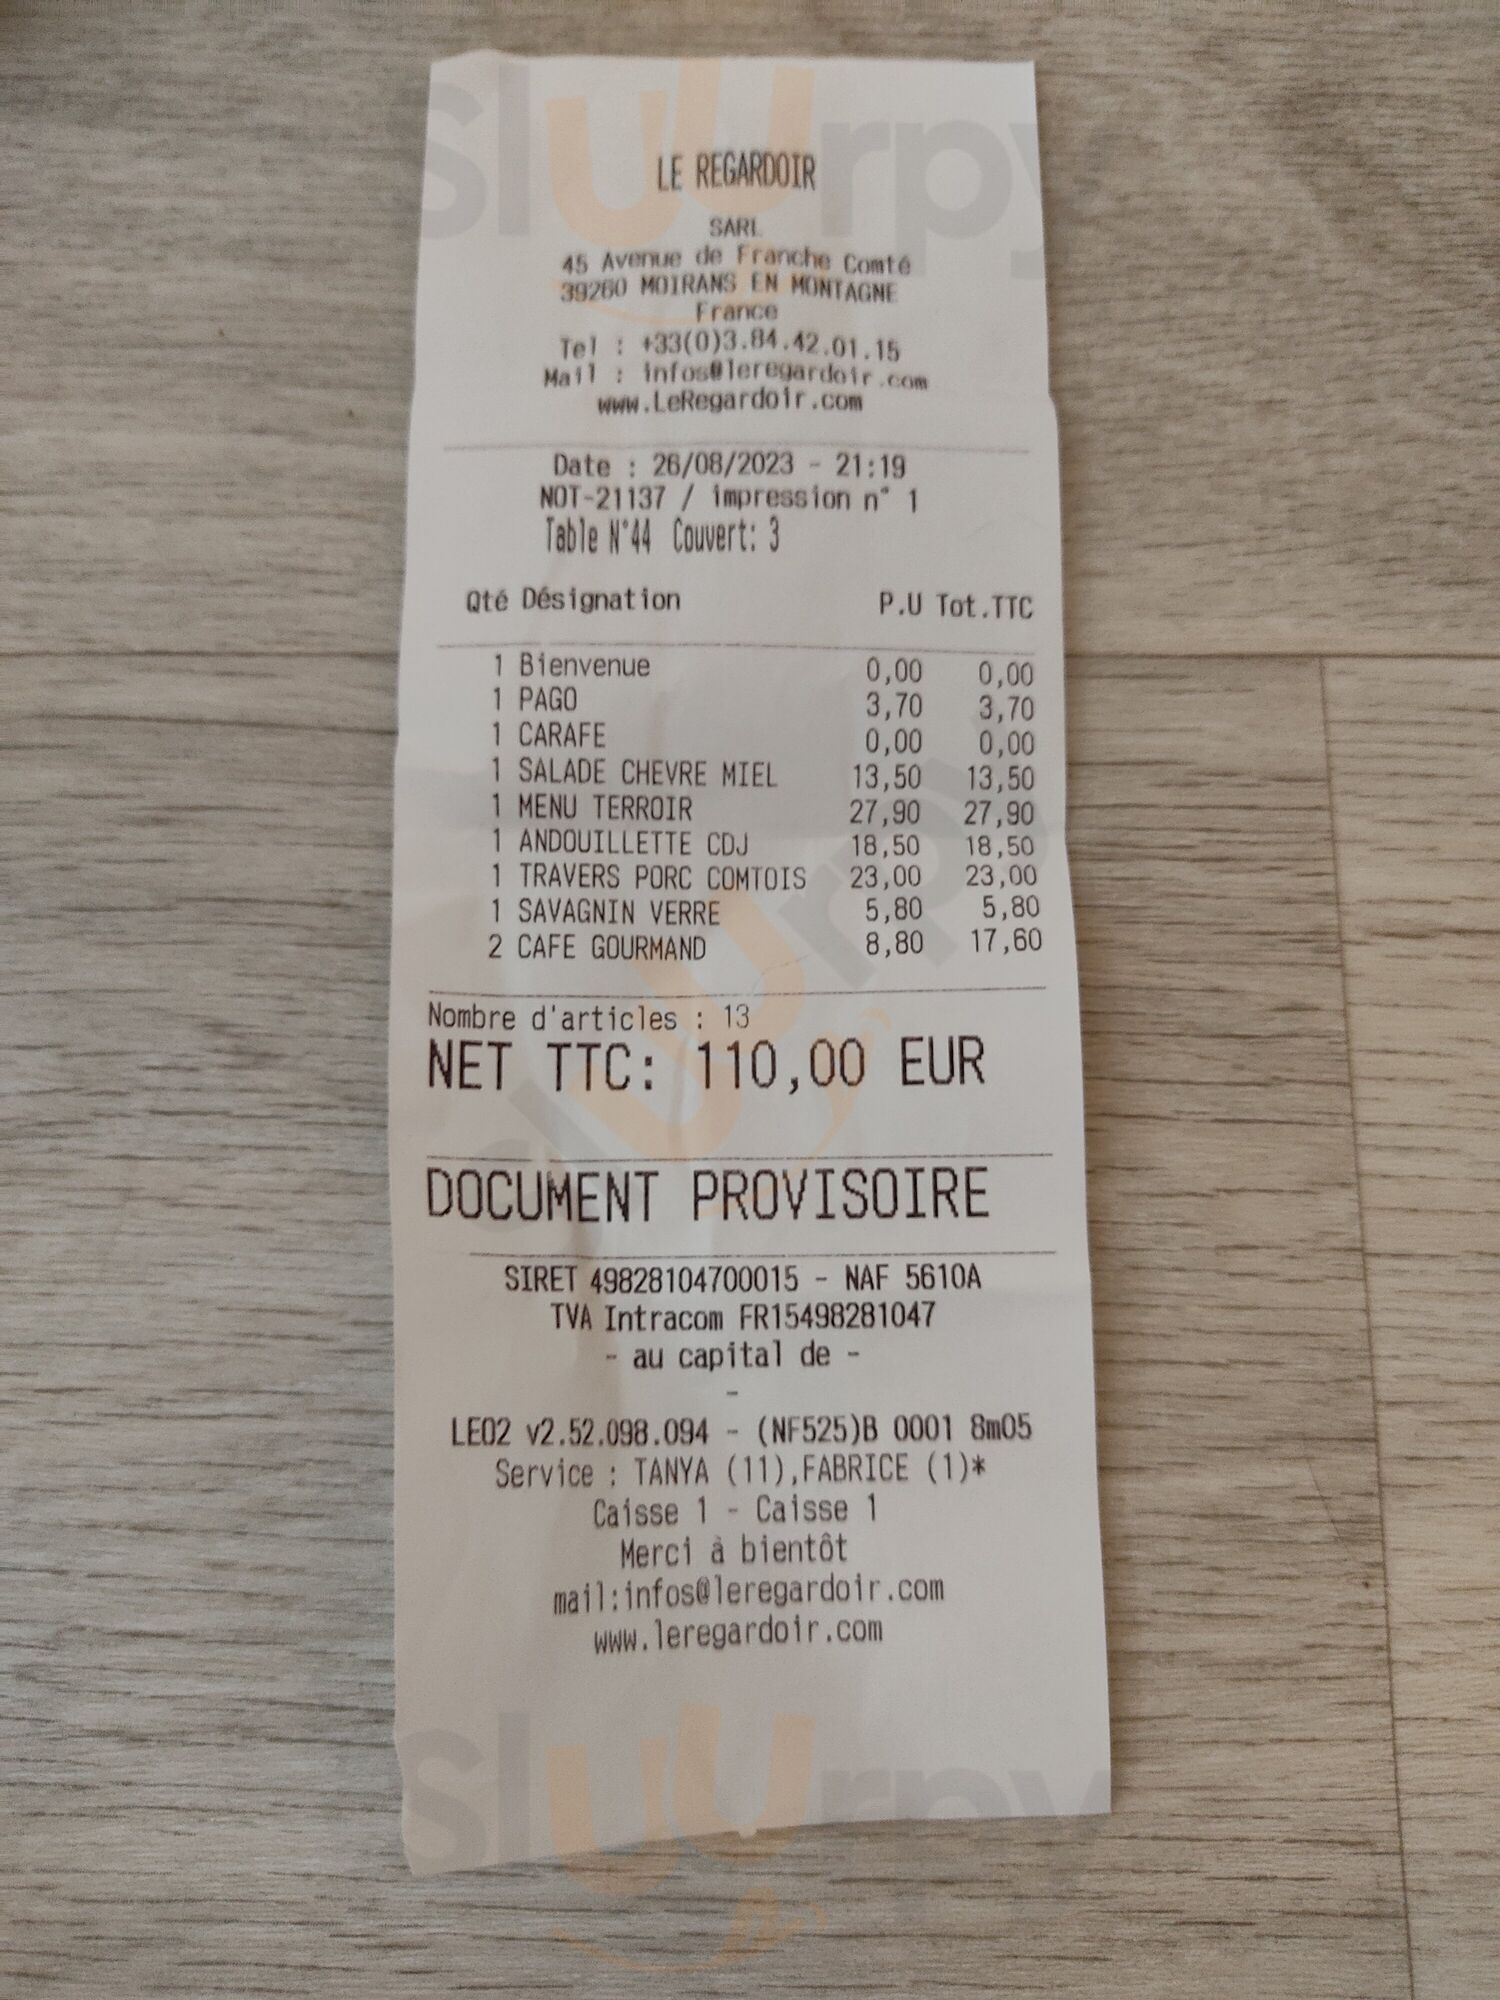 Sluurpy
LE REGARDOIR
SARL
45 Avenue de Franche Comté
39260 MOIRANS EN MONTAGNE
France
Tel : +33(0)3.84.42.01.15
Mail : infos@leregardoir.com
www.LeRegardoir.com
Date : 26/08/2023 - 21:19
NOT-21137 / impression n° 1
Table N°44 Couvert: 3
Qté Désignation P.U Tot.TTC
1 Bienvenue 0,00 0,00
1 PAGO 3,70 3,70
1 CARAFE 0,00 0,00
1 SALADE CHEVRE MIEL 13,50 13,50
1 MENU TERROIR 27,90 27,90
1 ANDOUILLETTE CDJ 18,50 18,50
1 TRAVERS PORC COMTOIS 23,00 23,00
1 SAVAGNIN VERRE 5,80 5,80
2 CAFE GOURMAND 8,80 17,60
Sluurpy
Nombre d'articles : 13
NET TTC: 110,00 EUR
DOCUMENT PROVISOIRE
SIRET 49828104700015 - NAF 5610A
TVA Intracom FR15498281047
- au capital de -
-
LEO2 v2.52.098.094 - (NF525)B 0001 8m05
Service : TANYA (11),FABRICE (1)*
Caisse 1 - Caisse 1
Merci à bientôt
mail:infos@leregardoir.com
www.leregardoir.com
Sluurpy